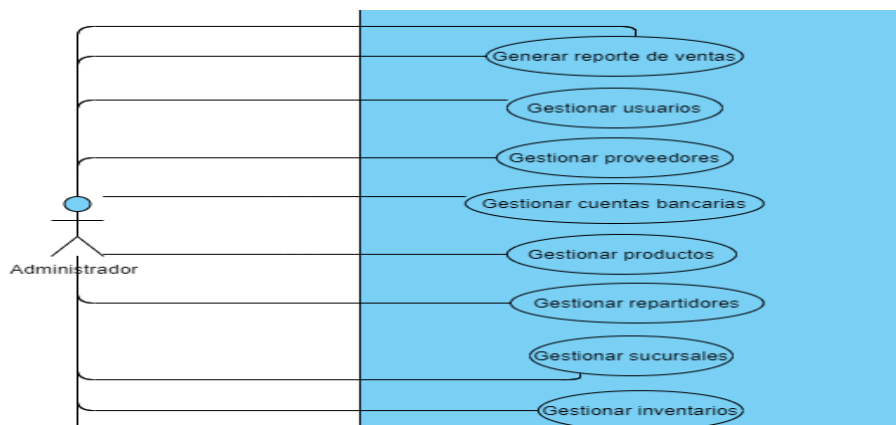 Generar reporte de ventas
Gestionar usuarios
Gestionar proveedores
Gestionar cuentas bancarias
Gestionar productos
Administrador
Gestionar repartidores
Gestionar sucursales
Gestionar inventarios